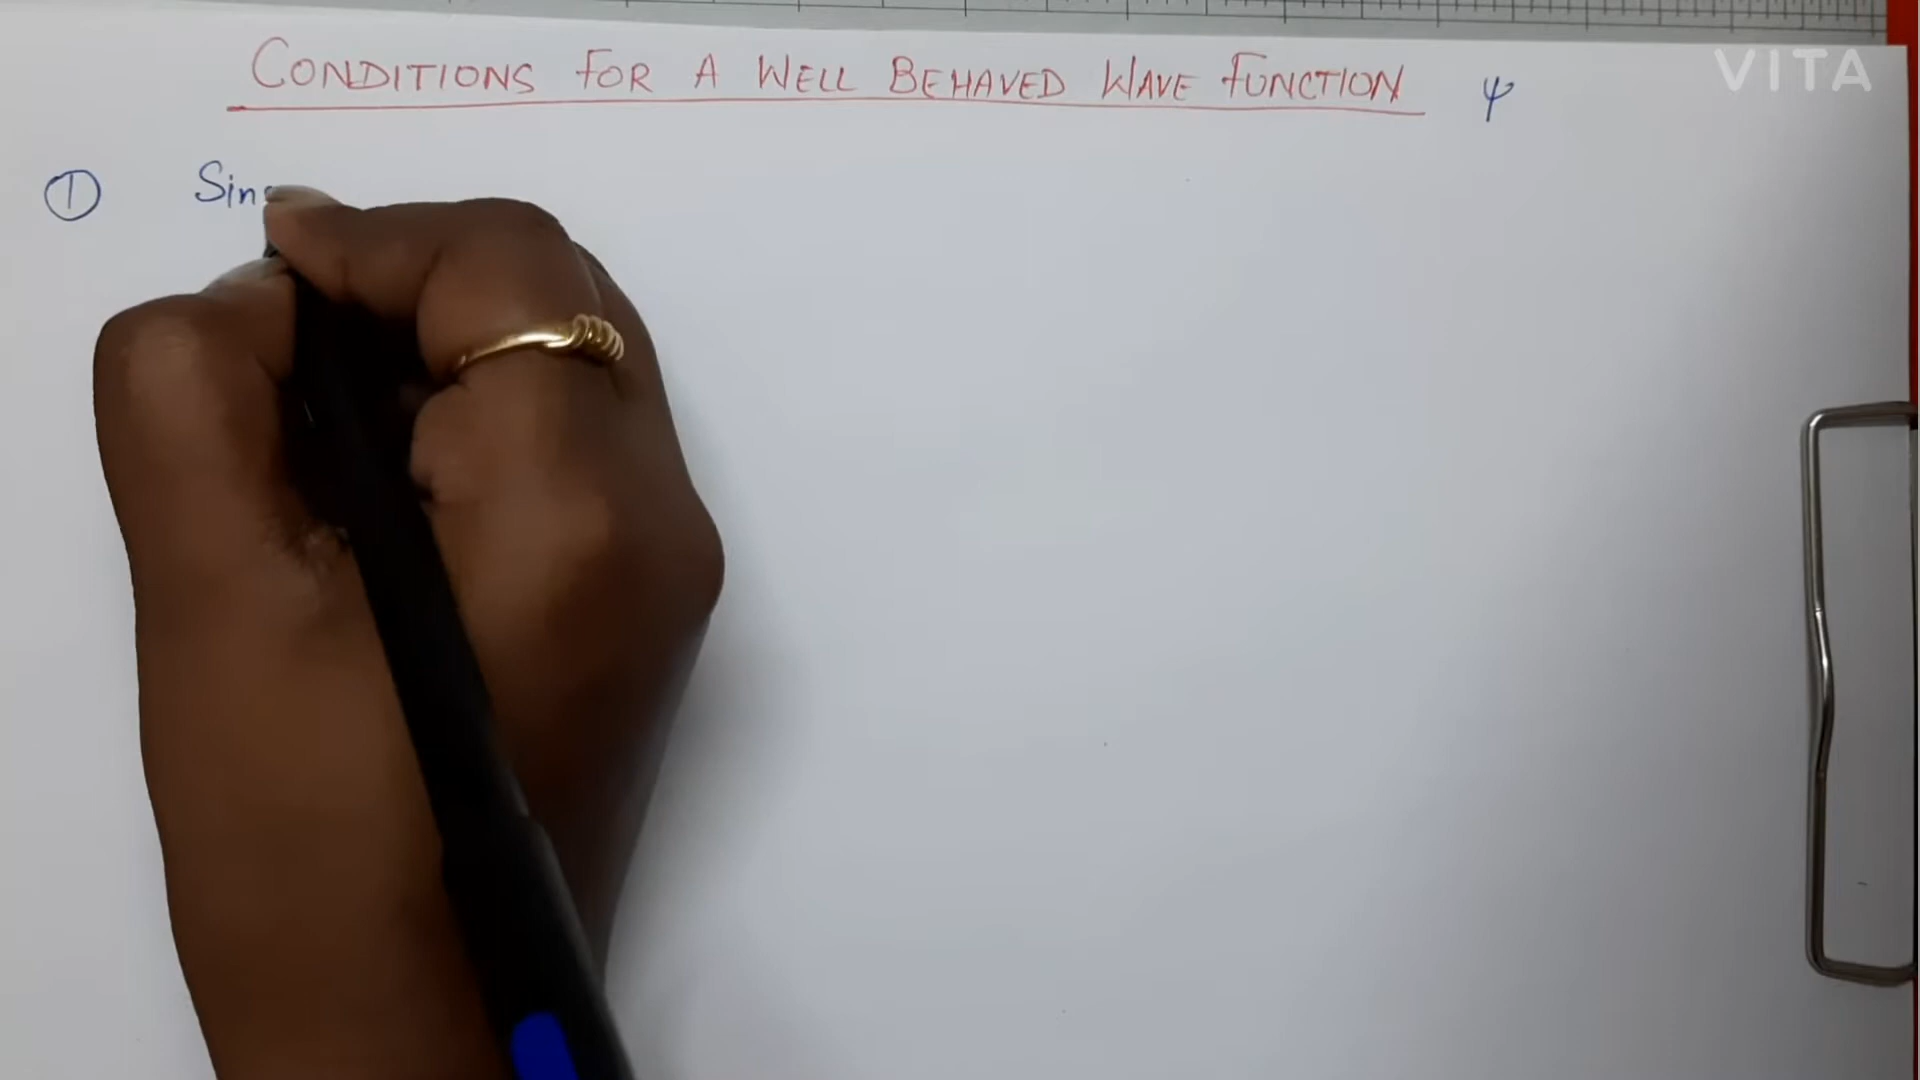 CONDITIONS FOR A WELL BEHAVED WAVE FUNCTION ψ
VITA
① Sin